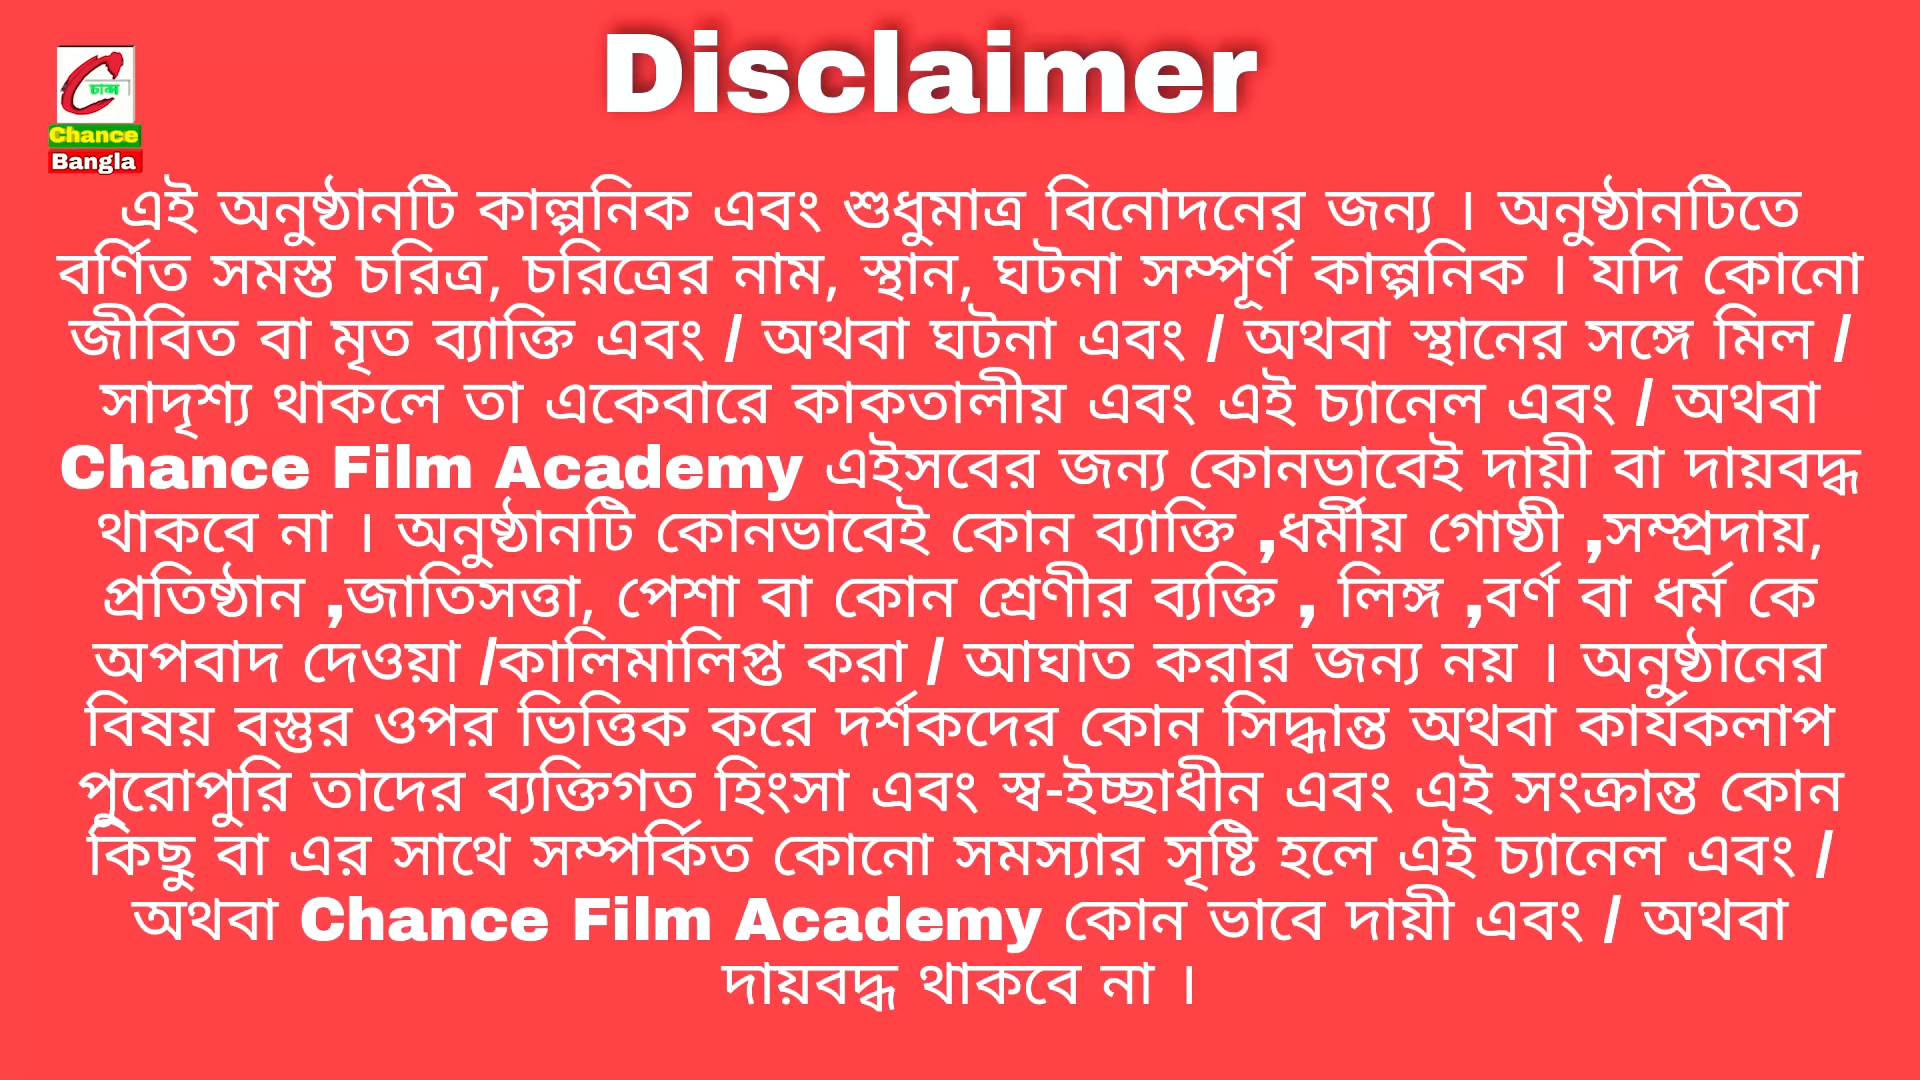 Disclaimer
চান্স
Chance
Bangla
এই অনুষ্ঠানটি কাল্পনিক এবং শুধুমাত্র বিনোদনের জন্য । অনুষ্ঠানটিতে
বর্ণিত সমস্ত চরিত্র, চরিত্রের নাম, স্থান, ঘটনা সম্পূর্ণ কাল্পনিক । যদি কোনো
জীবিত বা মৃত ব্যাক্তি এবং / অথবা ঘটনা এবং / অথবা স্থানের সঙ্গে মিল /
সাদৃশ্য থাকলে তা একেবারে কাকতালীয় এবং এই চ্যানেল এবং / অথবা
Chance Film Academy এইসবের জন্য কোনভাবেই দায়ী বা দায়বদ্ধ
থাকবে না । অনুষ্ঠানটি কোনভাবেই কোন ব্যাক্তি ,ধর্মীয় গোষ্ঠী ,সম্প্রদায়,
প্রতিষ্ঠান ,জাতিসত্তা, পেশা বা কোন শ্রেণীর ব্যক্তি , লিঙ্গ ,বর্ণ বা ধর্ম কে
অপবাদ দেওয়া /কালিমালিপ্ত করা / আঘাত করার জন্য নয় । অনুষ্ঠানের
বিষয় বস্তুর ওপর ভিত্তিক করে দর্শকদের কোন সিদ্ধান্ত অথবা কার্যকলাপ
পুরোপুরি তাদের ব্যক্তিগত হিংসা এবং স্ব-ইচ্ছাধীন এবং এই সংক্রান্ত কোন
কিছু বা এর সাথে সম্পর্কিত কোনো সমস্যার সৃষ্টি হলে এই চ্যানেল এবং /
অথবা Chance Film Academy কোন ভাবে দায়ী এবং / অথবা
দায়বদ্ধ থাকবে না ।